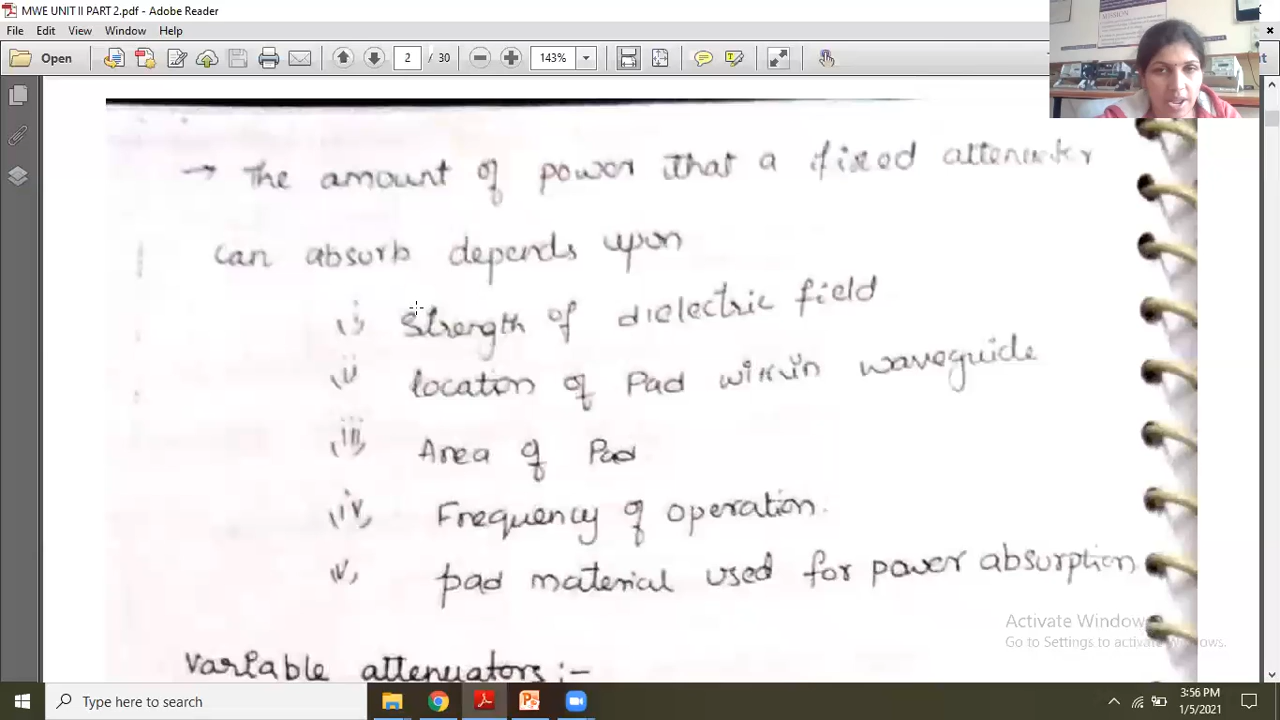 MWE UNIT II PART 2.pdf - Adobe Reader
File Edit View Window Help
Open 2 / 30 143%
MISSION
→ The amount of power that a fixed attenuator
can absorb depends upon
(i) Strength of dielectric field
(ii) location of Pad within waveguide
(iii) Area of Pad
(iv) Frequency of operation.
(v) pad material used for power absorption
Variable attenuators :-
Activate Windows
Go to Settings to activate Windows.
Type here to search
3:56 PM
1/5/2021